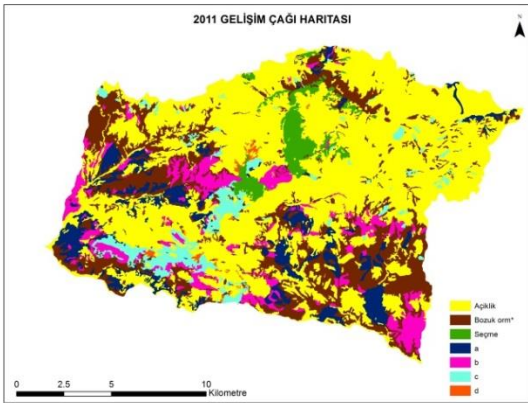 2011 GELİŞİM ÇAĞI HARITASI
N
Açiklik
Bozuk orm*
Seçme
a
b
c
d
0 2.5 5 10
Kilometre